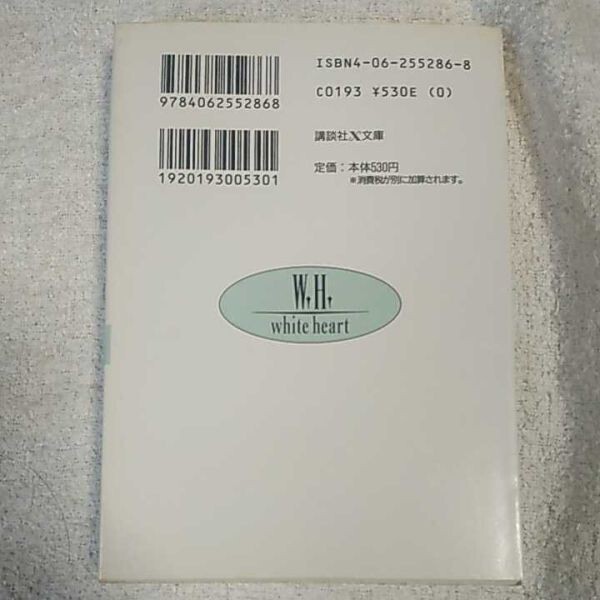 ISBN4-06-255286-8
9784062552868
C0193 ¥530E (0)
講談社X文庫
1920193005301
定価：本体530円
※消費税が別に加算されます。
W.H.
white heart